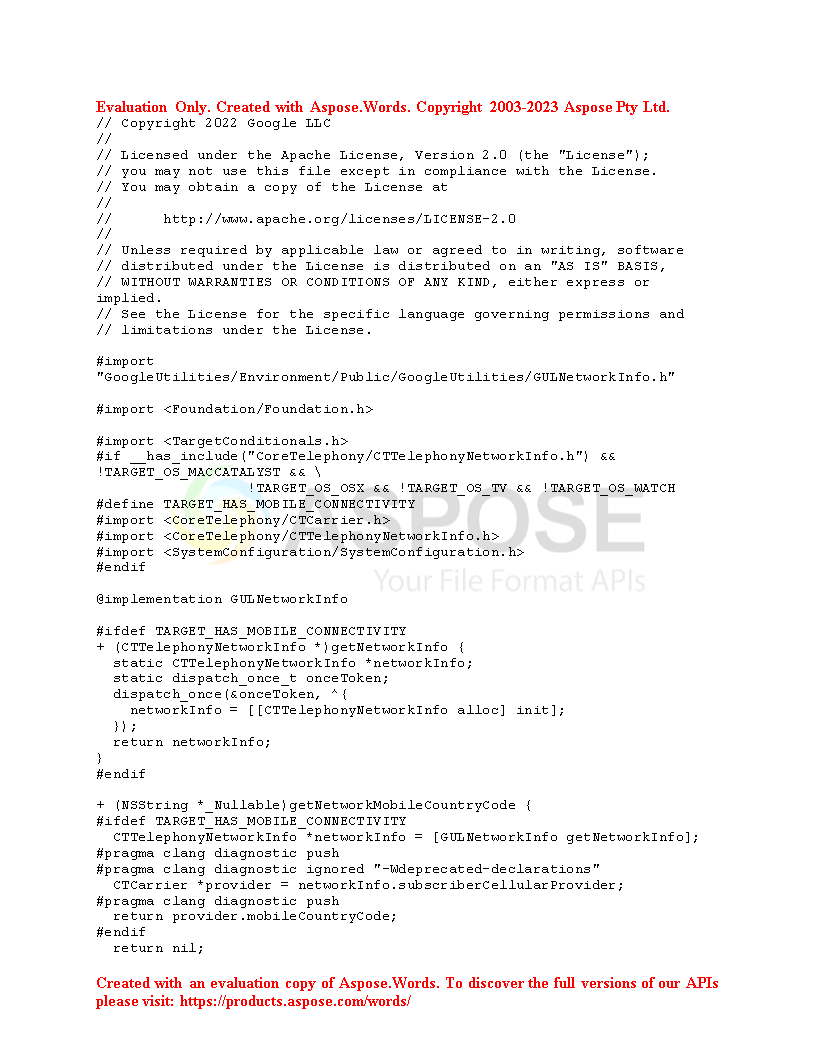 Evaluation Only. Created with Aspose.Words. Copyright 2003-2023 Aspose Pty Ltd.
// Copyright 2022 Google LLC
//
// Licensed under the Apache License, Version 2.0 (the "License");
// you may not use this file except in compliance with the License.
// You may obtain a copy of the License at
//
//      http://www.apache.org/licenses/LICENSE-2.0
//
// Unless required by applicable law or agreed to in writing, software
// distributed under the License is distributed on an "AS IS" BASIS,
// WITHOUT WARRANTIES OR CONDITIONS OF ANY KIND, either express or
implied.
// See the License for the specific language governing permissions and
// limitations under the License.
#import
"GoogleUtilities/Environment/Public/GoogleUtilities/GULNetworkInfo.h"
#import <Foundation/Foundation.h>
#import <TargetConditionals.h>
#if __has_include("CoreTelephony/CTTelephonyNetworkInfo.h") &&
!TARGET_OS_MACCATALYST && \
                  !TARGET_OS_OSX && !TARGET_OS_TV && !TARGET_OS_WATCH
#define TARGET_HAS_MOBILE_CONNECTIVITY
#import <CoreTelephony/CTCarrier.h>
#import <CoreTelephony/CTTelephonyNetworkInfo.h>
#import <SystemConfiguration/SystemConfiguration.h>
#endif
ASPOSE
Your File Format APIs
@implementation GULNetworkInfo
#ifdef TARGET_HAS_MOBILE_CONNECTIVITY
+ (CTTelephonyNetworkInfo *)getNetworkInfo {
  static CTTelephonyNetworkInfo *networkInfo;
  static dispatch_once_t onceToken;
  dispatch_once(&onceToken, ^{
    networkInfo = [[CTTelephonyNetworkInfo alloc] init];
  });
  return networkInfo;
}
#endif
+ (NSString *_Nullable)getNetworkMobileCountryCode {
#ifdef TARGET_HAS_MOBILE_CONNECTIVITY
  CTTelephonyNetworkInfo *networkInfo = [GULNetworkInfo getNetworkInfo];
#pragma clang diagnostic push
#pragma clang diagnostic ignored "-Wdeprecated-declarations"
  CTCarrier *provider = networkInfo.subscriberCellularProvider;
#pragma clang diagnostic push
  return provider.mobileCountryCode;
#endif
  return nil;
Created with an evaluation copy of Aspose.Words. To discover the full versions of our APIs
please visit: https://products.aspose.com/words/